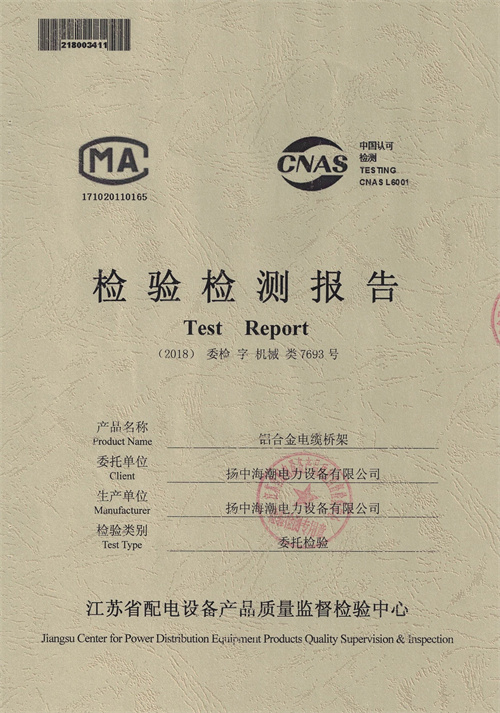 218003411
MA
171020110165
CNAS
中国认可
检测
TESTING
CNAS L6001
检验检测报告
Test Report
（2018） 委检 字 机械 类7693 号
产品名称
Product Name
铝合金电缆桥架
委托单位
Client
扬中海潮电力设备有限公司
生产单位
Manufacturer
扬中海潮电力设备有限公司
检验类别
Test Type
委托检验
江苏省配电设备产品质量监督检验中心
Jiangsu Center for Power Distribution Equipment Products Quality Supervision & Inspection